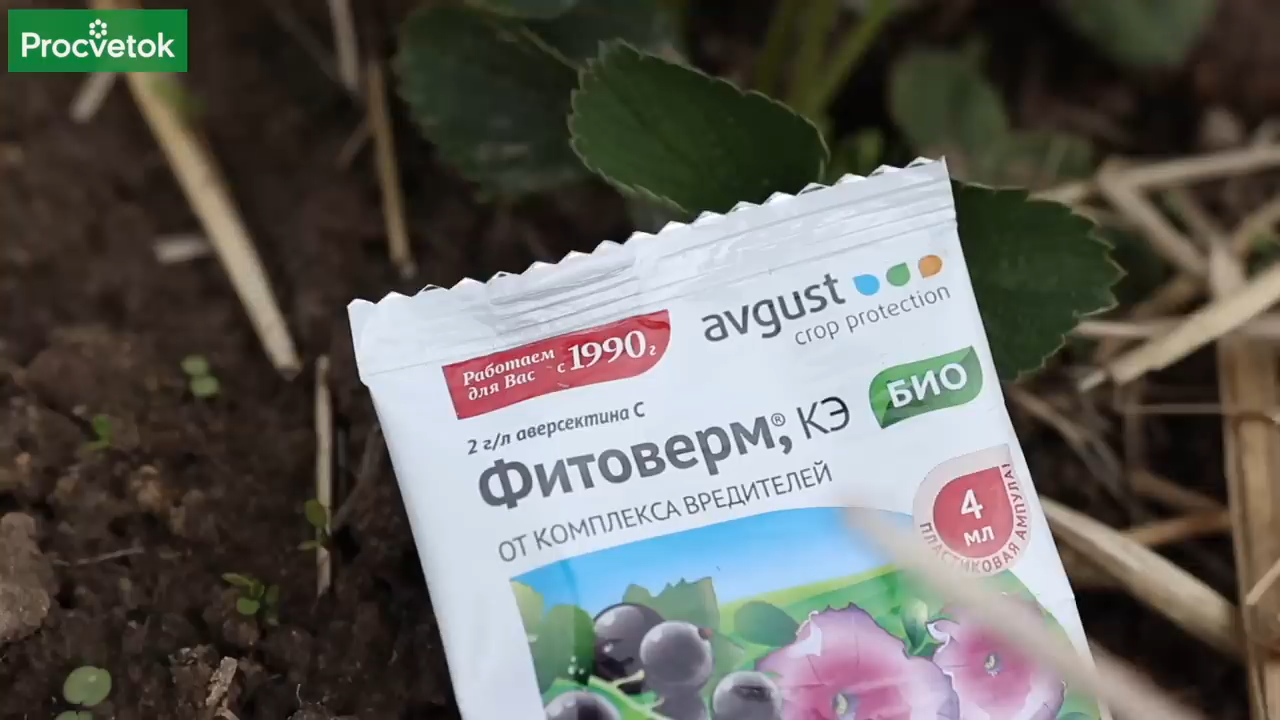 Procvetok
avgust
crop protection
Работаем
для Вас с 1990 г.
БИО
2 г/л аверсектина С
Фитоверм®, КЭ
ОТ КОМПЛЕКСА ВРЕДИТЕЛЕЙ
4
мл
ПЛАСТИКОВАЯ АМПУЛА!